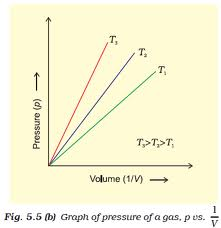 T₃
T₂
T₁
Pressure (p)
T₃>T₂>T₁
Volume (1/V)
Fig. 5.5 (b) Graph of pressure of a gas, p vs. 1/V